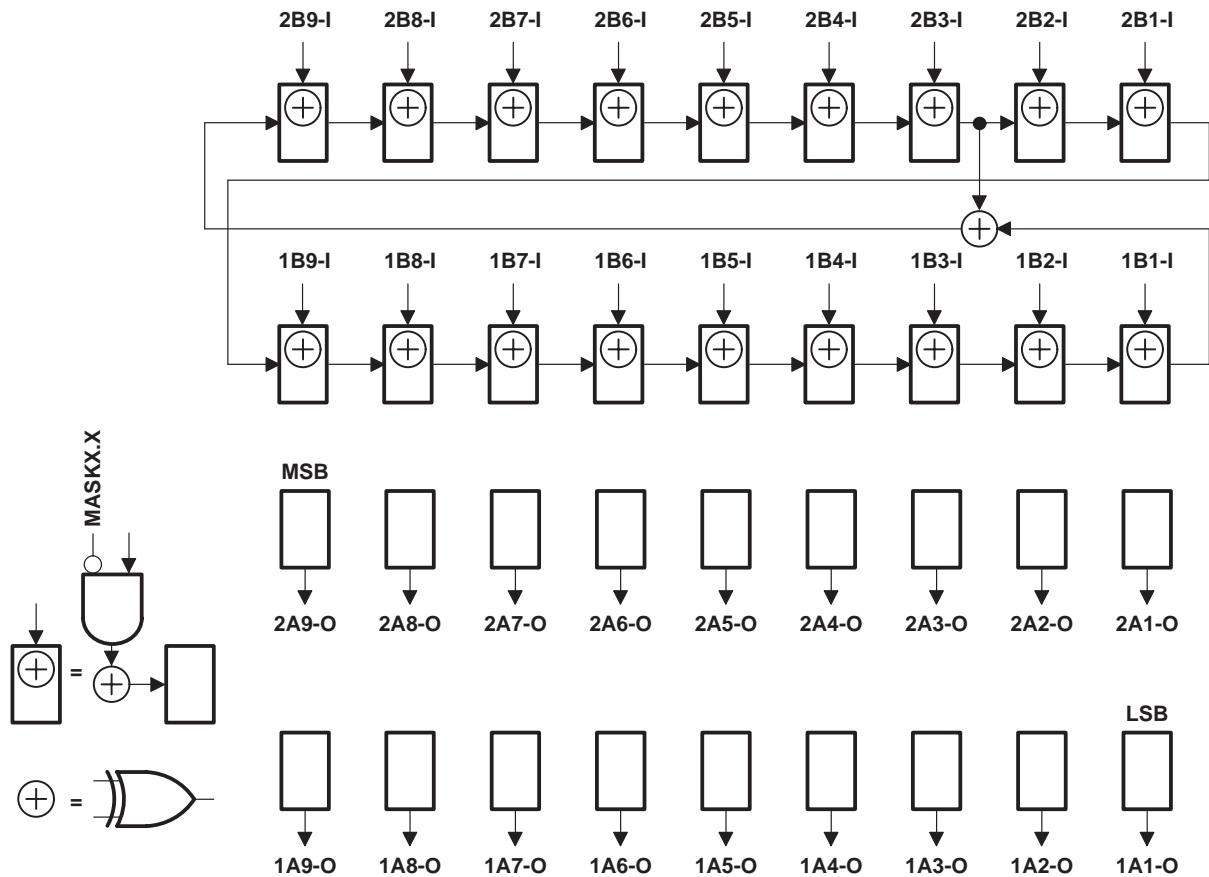 2B9-I 2B8-I 2B7-I 2B6-I 2B5-I 2B4-I 2B3-I 2B2-I 2B1-I
1B9-I 1B8-I 1B7-I 1B6-I 1B5-I 1B4-I 1B3-I 1B2-I 1B1-I
MASKX.X
MSB
2A9-O 2A8-O 2A7-O 2A6-O 2A5-O 2A4-O 2A3-O 2A2-O 2A1-O
=
LSB
=
1A9-O 1A8-O 1A7-O 1A6-O 1A5-O 1A4-O 1A3-O 1A2-O 1A1-O